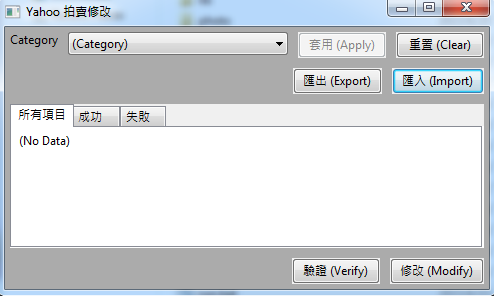 Yahoo 拍賣修改
Category (Category) 套用 (Apply) 重置 (Clear)
匯出 (Export) 匯入 (Import)
所有項目 成功 失敗
(No Data)
驗證 (Verify) 修改 (Modify)